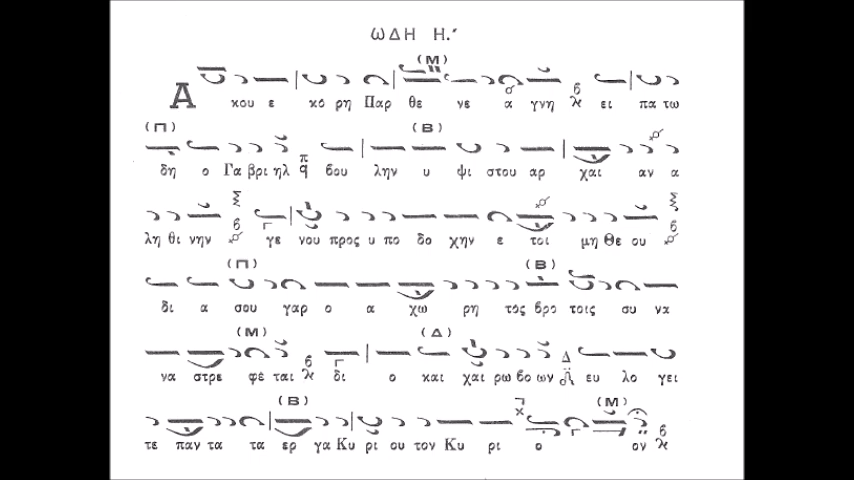 ΩΔΗ Η.′
(Μ)
Α κου ε κο ρη Παρ θε νε α γνη ει πα τω
(Π) (Β)
δη ο Γα βρι ηλ βου λην υ ψι στου αρ χαι αν α
λη θι νην γε νου προς υ πο δο χην ε τοι μη Θε ου
(Π) (Β)
δι α σου γαρ ο α χω ρη τος βρο τοις συ να
(Μ) (Δ)
να στρε φε ται δι ο και χαι ρω βο ων ευ λο γει
(Β) (Μ)
τε παν τα τα ερ γα Κυ ρι ου τον Κυ ρι ο ον